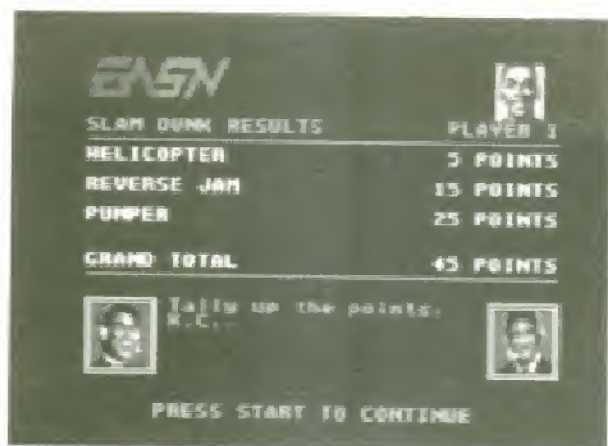 EASN
SLAM DUNK RESULTS PLAYER 1
HELICOPTER 5 POINTS
REVERSE JAM 15 POINTS
PUMPER 25 POINTS
GRAND TOTAL 45 POINTS
Tally up the points,
K.C..
PRESS START TO CONTINUE